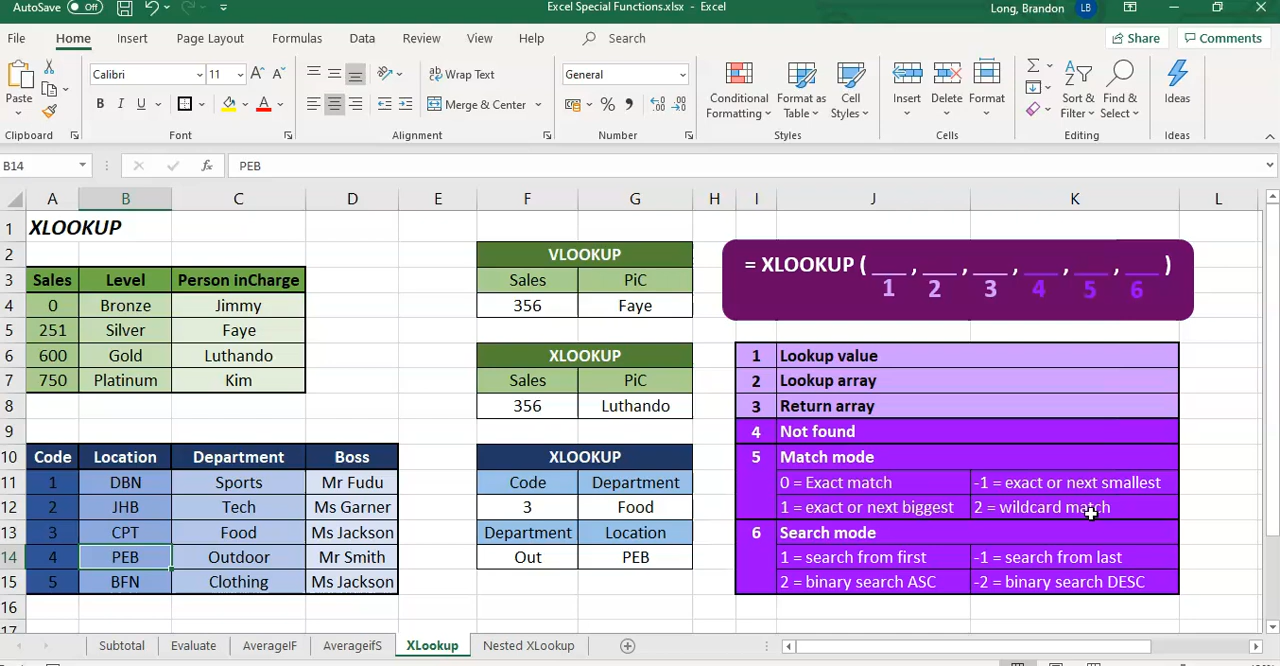 AutoSave Off Excel Special Functions.xlsx - Excel Long, Brandon LB
File Home Insert Page Layout Formulas Data Review View Help Search Share Comments
Paste Calibri 11 A A Wrap Text General Conditional Formatting Format as Table Cell Styles Insert Delete Format Sort & Filter Find & Select Ideas
B I U A Merge & Center % 9
Clipboard Font Alignment Number Styles Cells Editing Ideas
B14 fx PEB
A B C D E F G H I J K L
1 XLOOKUP
2 VLOOKUP = XLOOKUP ( ___ , ___ , ___ , ___ , ___ , ___ )
3 Sales Level Person inCharge Sales PiC 1 2 3 4 5 6
4 0 Bronze Jimmy 356 Faye
5 251 Silver Faye
6 600 Gold Luthando XLOOKUP 1 Lookup value
7 750 Platinum Kim Sales PiC 2 Lookup array
8 356 Luthando 3 Return array
9 4 Not found
10 Code Location Department Boss XLOOKUP 5 Match mode
11 1 DBN Sports Mr Fudu Code Department 0 = Exact match -1 = exact or next smallest
12 2 JHB Tech Ms Garner 3 Food 1 = exact or next biggest 2 = wildcard match
13 3 CPT Food Ms Jackson Department Location 6 Search mode
14 4 PEB Outdoor Mr Smith Out PEB 1 = search from first -1 = search from last
15 5 BFN Clothing Ms Jackson 2 = binary search ASC -2 = binary search DESC
16
17
Subtotal Evaluate AverageIF AverageifS XLookup Nested XLookup